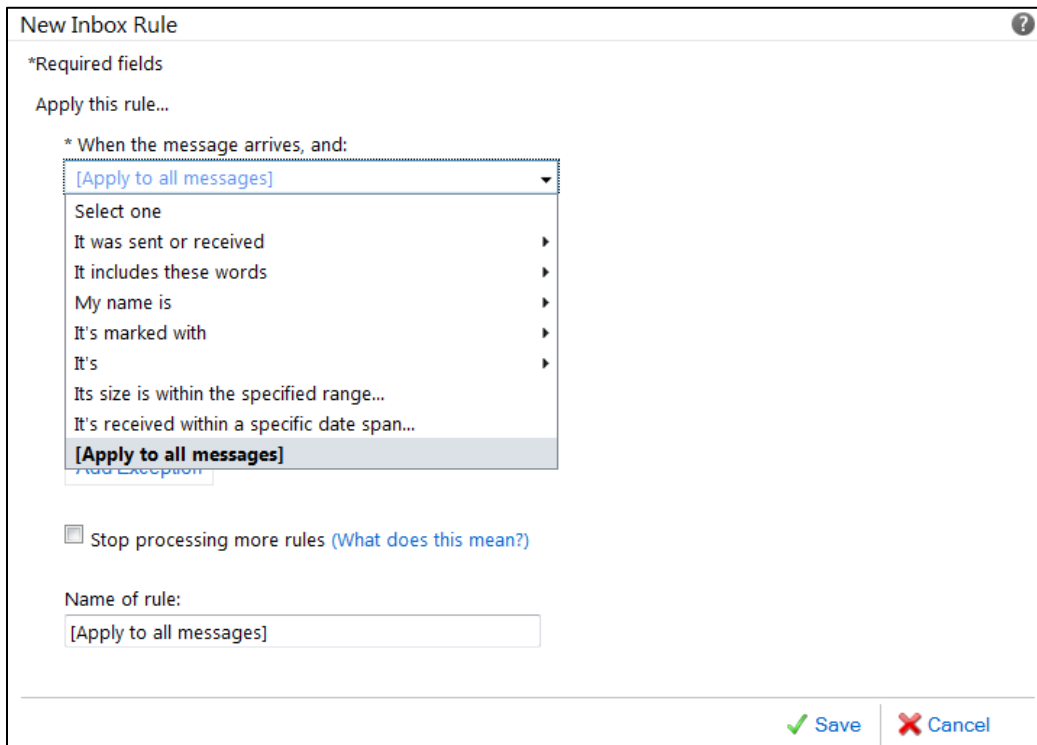 New Inbox Rule
?
*Required fields
Apply this rule...
* When the message arrives, and:
[Apply to all messages]
Select one
It was sent or received
It includes these words
My name is
It's marked with
It's
Its size is within the specified range...
It's received within a specific date span...
[Apply to all messages]
Add Exception
Stop processing more rules (What does this mean?)
Name of rule:
[Apply to all messages]
Save
Cancel